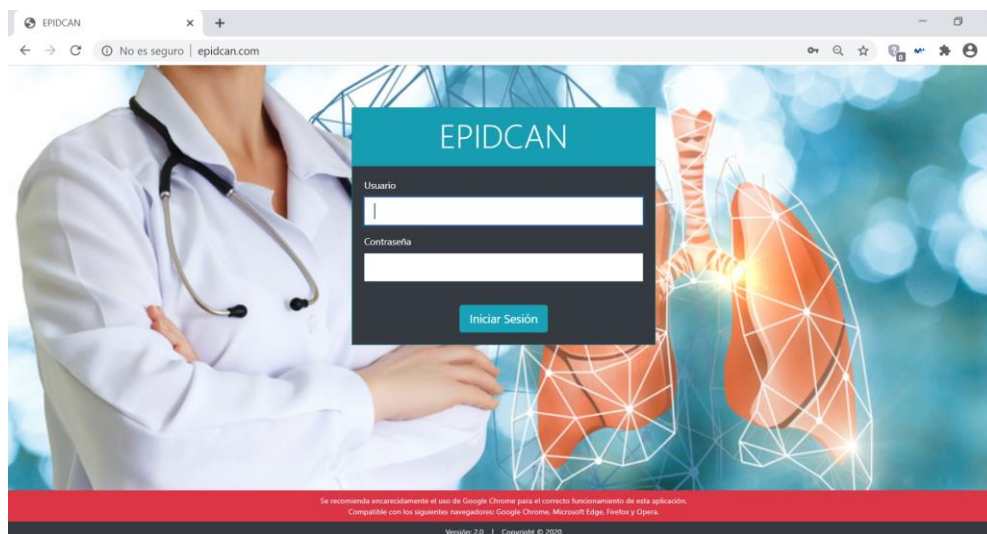 EPIDCAN
No es seguro | epidcan.com
0
EPIDCAN
Usuario
Contraseña
Iniciar Sesión
Se recomienda encarecidamente el uso de Google Chrome para el correcto funcionamiento de esta aplicación.
Compatible con los siguientes navegadores: Google Chrome, Microsoft Edge, Firefox y Opera.
Versión: 2.0 | Copyright © 2020